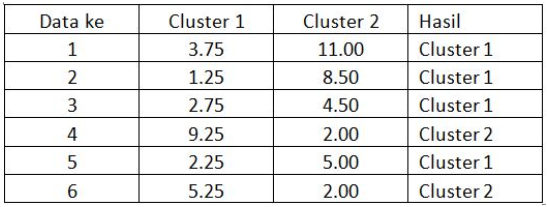 Data ke Cluster 1 Cluster 2 Hasil
1 3.75 11.00 Cluster 1
2 1.25 8.50 Cluster 1
3 2.75 4.50 Cluster 1
4 9.25 2.00 Cluster 2
5 2.25 5.00 Cluster 1
6 5.25 2.00 Cluster 2